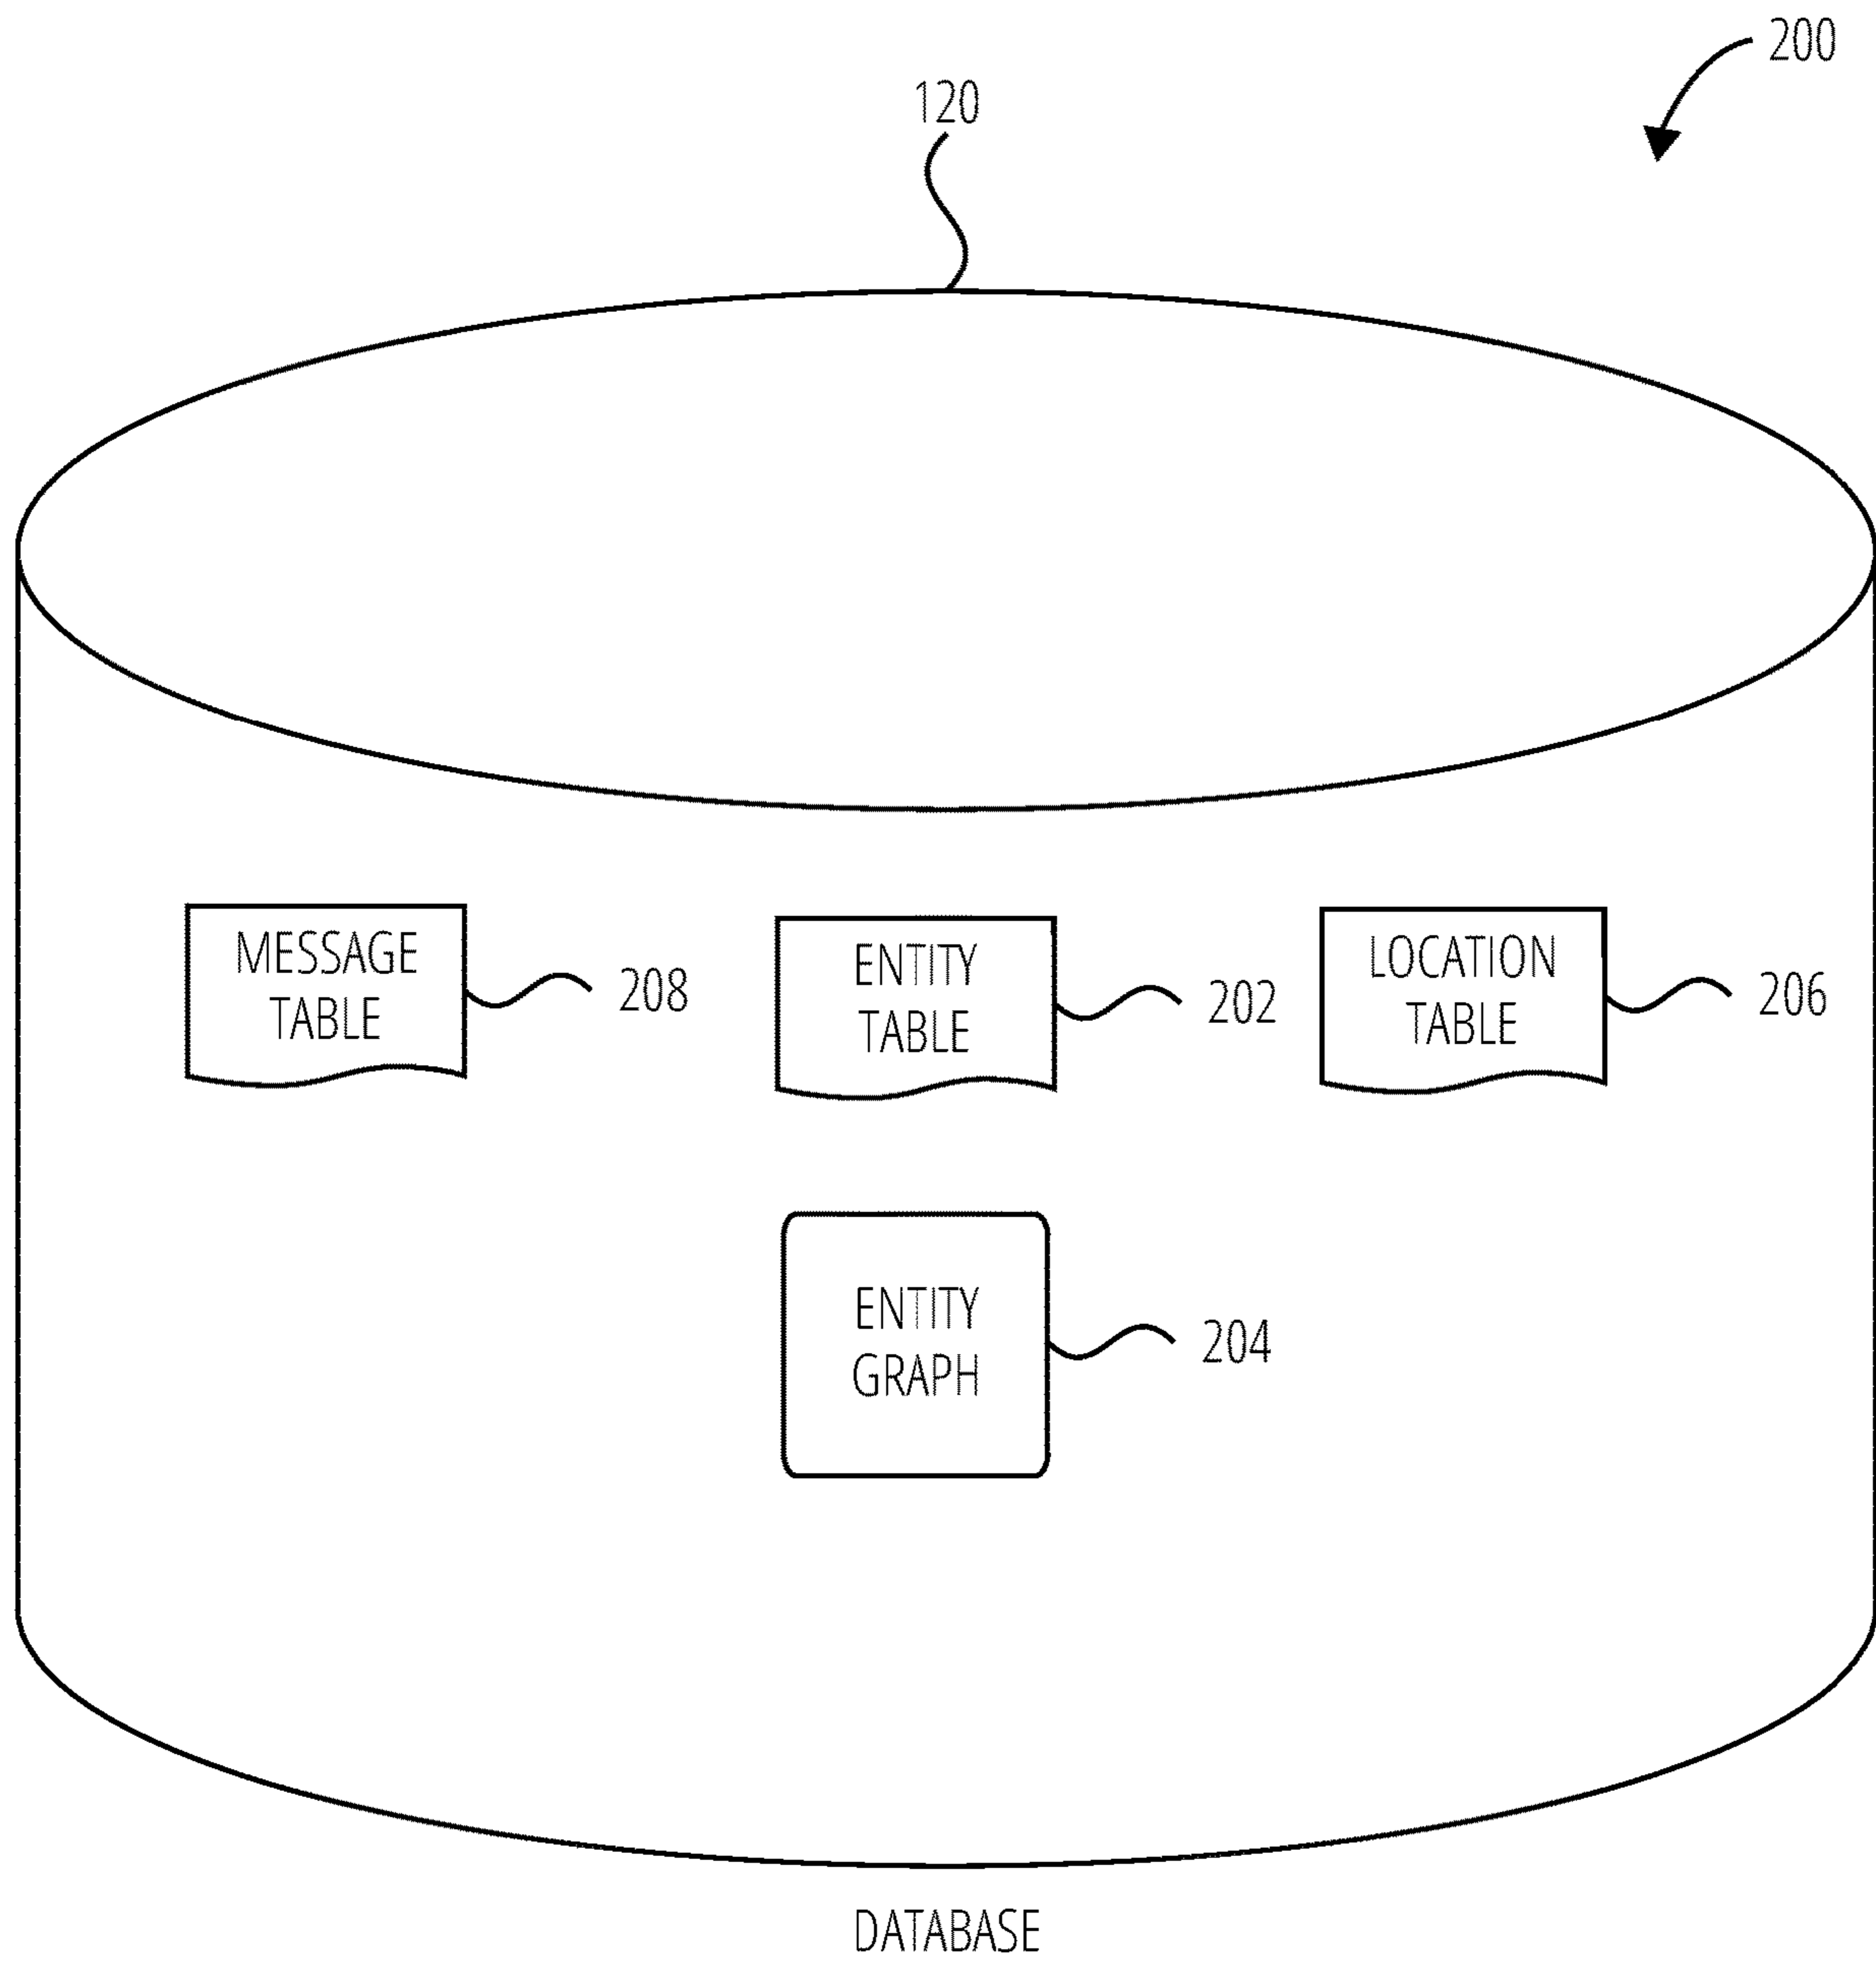 200
120
MESSAGE
TABLE
208
ENTITY
TABLE
202
LOCATION
TABLE
206
ENTITY
GRAPH
204
DATABASE